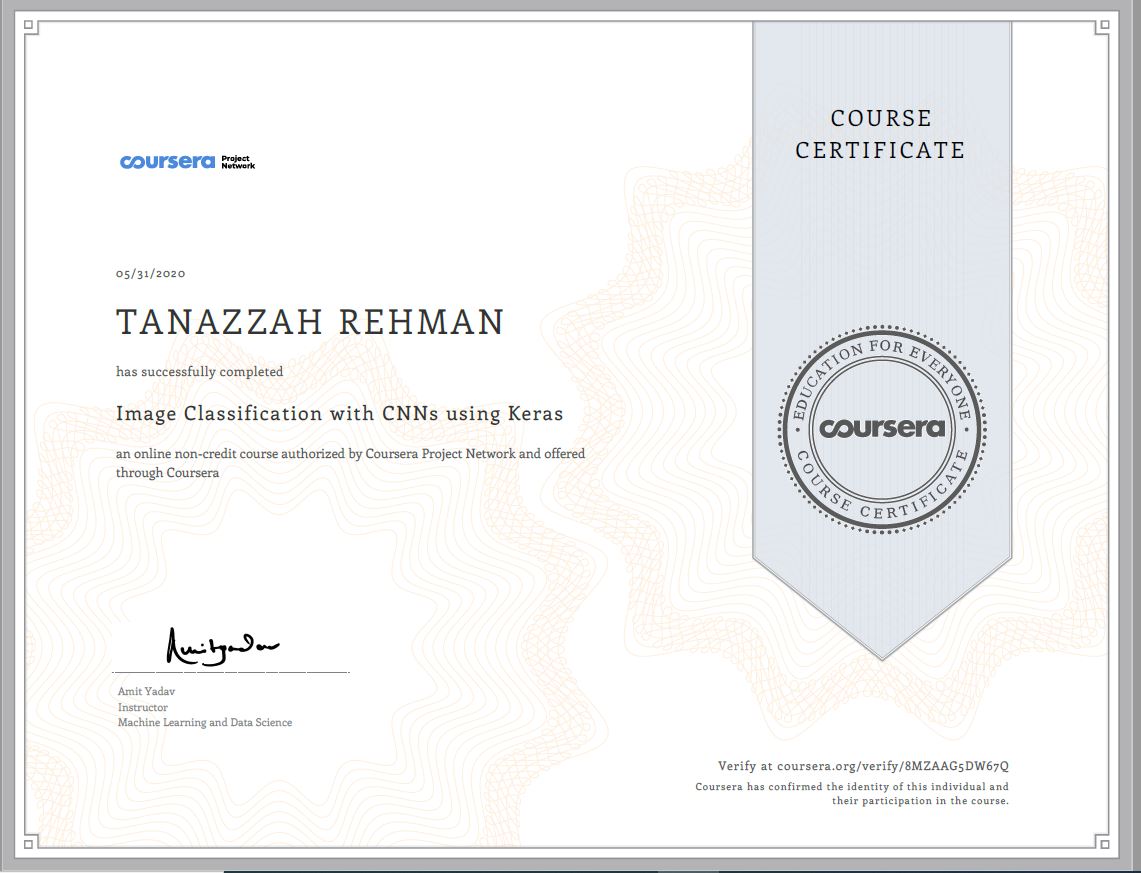 COURSE
CERTIFICATE
coursera Project
Network
05/31/2020
TANAZZAH REHMAN
has successfully completed
Image Classification with CNNs using Keras
an online non-credit course authorized by Coursera Project Network and offered
through Coursera
EDUCATION FOR EVERYONE
coursera
COURSE CERTIFICATE
Amityadav
Amit Yadav
Instructor
Machine Learning and Data Science
Verify at coursera.org/verify/8MZAAG5DW67Q
Coursera has confirmed the identity of this individual and
their participation in the course.